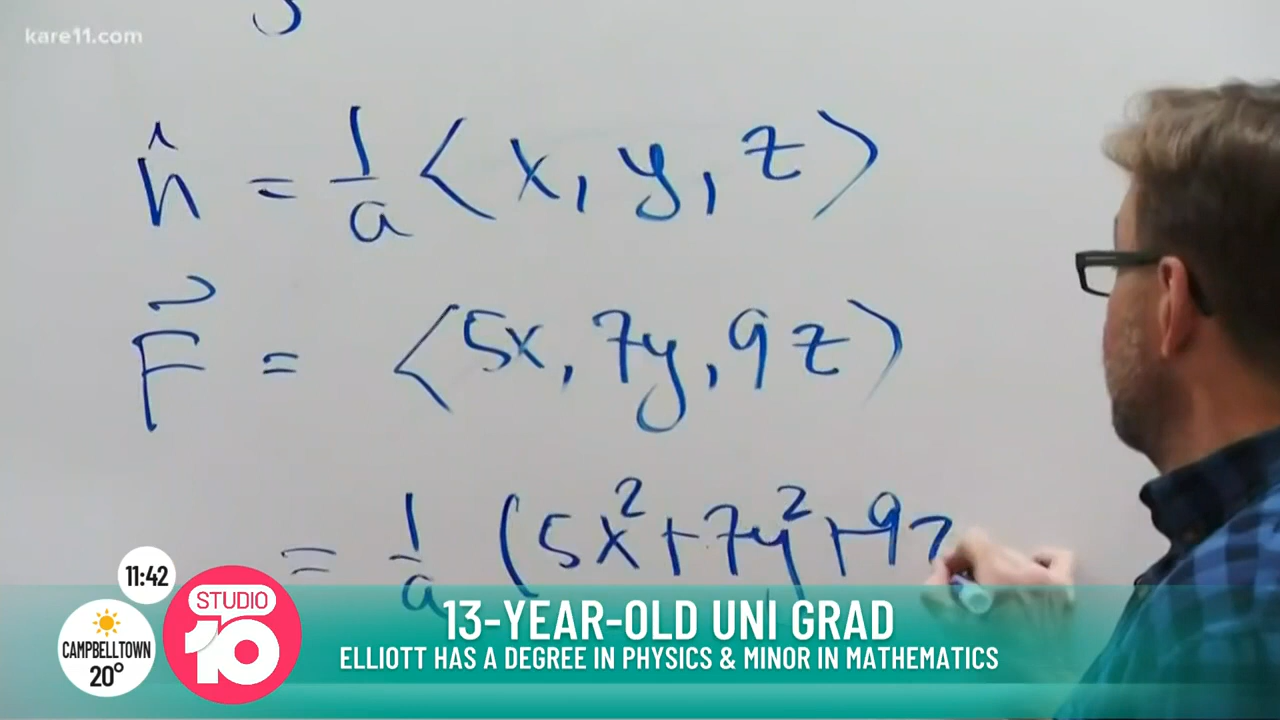 kare11.com
n̂ = 1/a ⟨x, y, z⟩
F⃗ = ⟨5x, 7y, 9z⟩
= 1/a (5x² + 7y² + 9z
11:42
STUDIO
10
CAMPBELLTOWN
20°
13-YEAR-OLD UNI GRAD
ELLIOTT HAS A DEGREE IN PHYSICS & MINOR IN MATHEMATICS